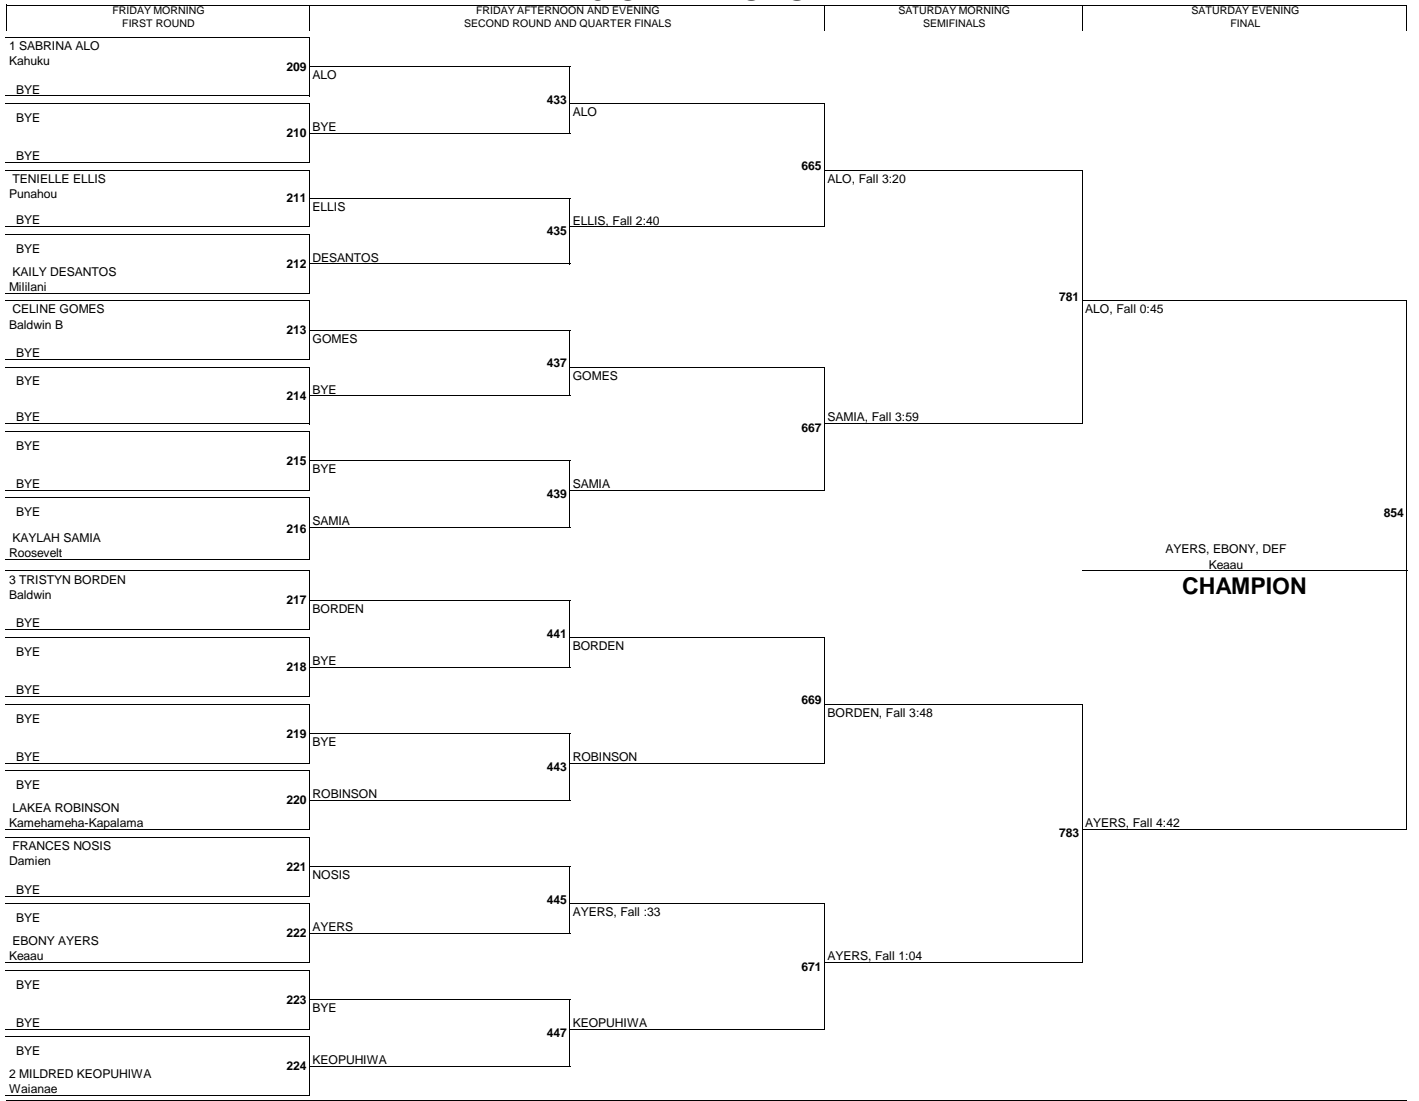 FRIDAY MORNING
FIRST ROUND
FRIDAY AFTERNOON AND EVENING
SECOND ROUND AND QUARTER FINALS
SATURDAY MORNING
SEMIFINALS
SATURDAY EVENING
FINAL
1 SABRINA ALO
Kahuku
BYE
209
BYE
BYE
210
TENIELLE ELLIS
Punahou
BYE
211
BYE
KAILY DESANTOS
Mililani
212
CELINE GOMES
Baldwin B
BYE
213
BYE
BYE
214
BYE
BYE
215
BYE
KAYLAH SAMIA
Roosevelt
216
3 TRISTYN BORDEN
Baldwin
BYE
217
BYE
BYE
218
BYE
BYE
219
BYE
LAKEA ROBINSON
Kamehameha-Kapalama
220
FRANCES NOSIS
Damien
BYE
221
BYE
EBONY AYERS
Keaau
222
BYE
BYE
223
BYE
2 MILDRED KEOPUHIWA
Waianae
224
ALO
433
BYE
ELLIS
435
DESANTOS
GOMES
437
BYE
BYE
439
SAMIA
BORDEN
441
BYE
BYE
443
ROBINSON
NOSIS
445
AYERS
BYE
447
KEOPUHIWA
ALO
665
ELLIS, Fall 2:40
GOMES
667
SAMIA
BORDEN
669
ROBINSON
AYERS, Fall :33
671
KEOPUHIWA
ALO, Fall 3:20
781
SAMIA, Fall 3:59
BORDEN, Fall 3:48
783
AYERS, Fall 1:04
ALO, Fall 0:45
854
AYERS, Fall 4:42
AYERS, EBONY, DEF
Keaau
CHAMPION